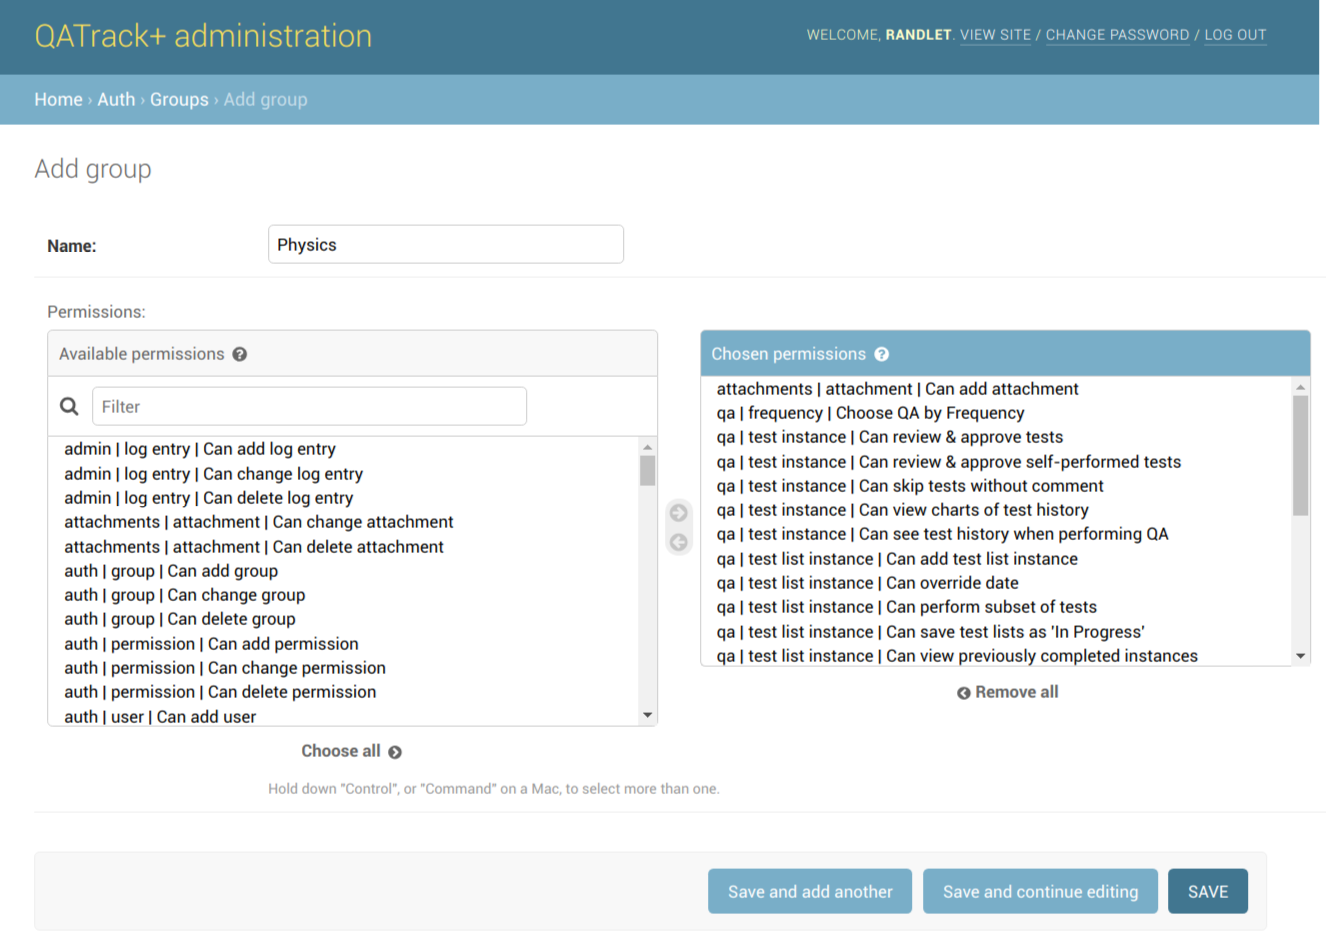 QATrack+ administration
WELCOME, RANDLET. VIEW SITE / CHANGE PASSWORD / LOG OUT
Home › Auth › Groups › Add group
Add group
Name:
Physics
Permissions:
Available permissions ?
Filter
admin | log entry | Can add log entry
admin | log entry | Can change log entry
admin | log entry | Can delete log entry
attachments | attachment | Can change attachment
attachments | attachment | Can delete attachment
auth | group | Can add group
auth | group | Can change group
auth | group | Can delete group
auth | permission | Can add permission
auth | permission | Can change permission
auth | permission | Can delete permission
auth | user | Can add user
Choose all
Chosen permissions ?
attachments | attachment | Can add attachment
qa | frequency | Choose QA by Frequency
qa | test instance | Can review & approve tests
qa | test instance | Can review & approve self-performed tests
qa | test instance | Can skip tests without comment
qa | test instance | Can view charts of test history
qa | test instance | Can see test history when performing QA
qa | test list instance | Can add test list instance
qa | test list instance | Can override date
qa | test list instance | Can perform subset of tests
qa | test list instance | Can save test lists as 'In Progress'
qa | test list instance | Can view previously completed instances
Remove all
Hold down "Control", or "Command" on a Mac, to select more than one.
Save and add another
Save and continue editing
SAVE